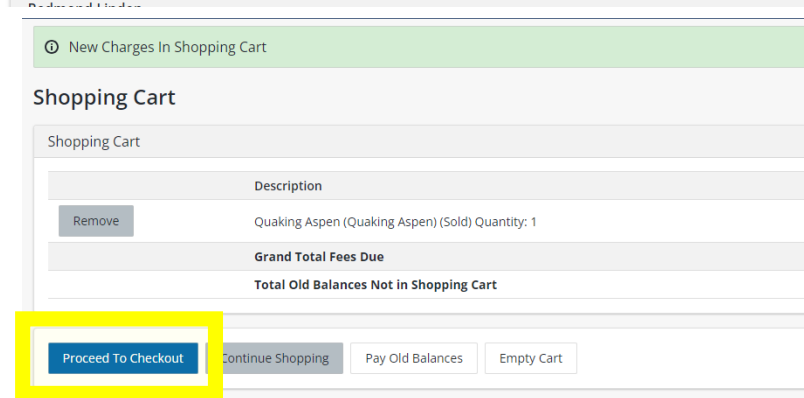 Redmond Linden
New Charges In Shopping Cart
Shopping Cart
Shopping Cart
Description
Remove Quaking Aspen (Quaking Aspen) (Sold) Quantity: 1
Grand Total Fees Due
Total Old Balances Not in Shopping Cart
Proceed To Checkout Continue Shopping Pay Old Balances Empty Cart